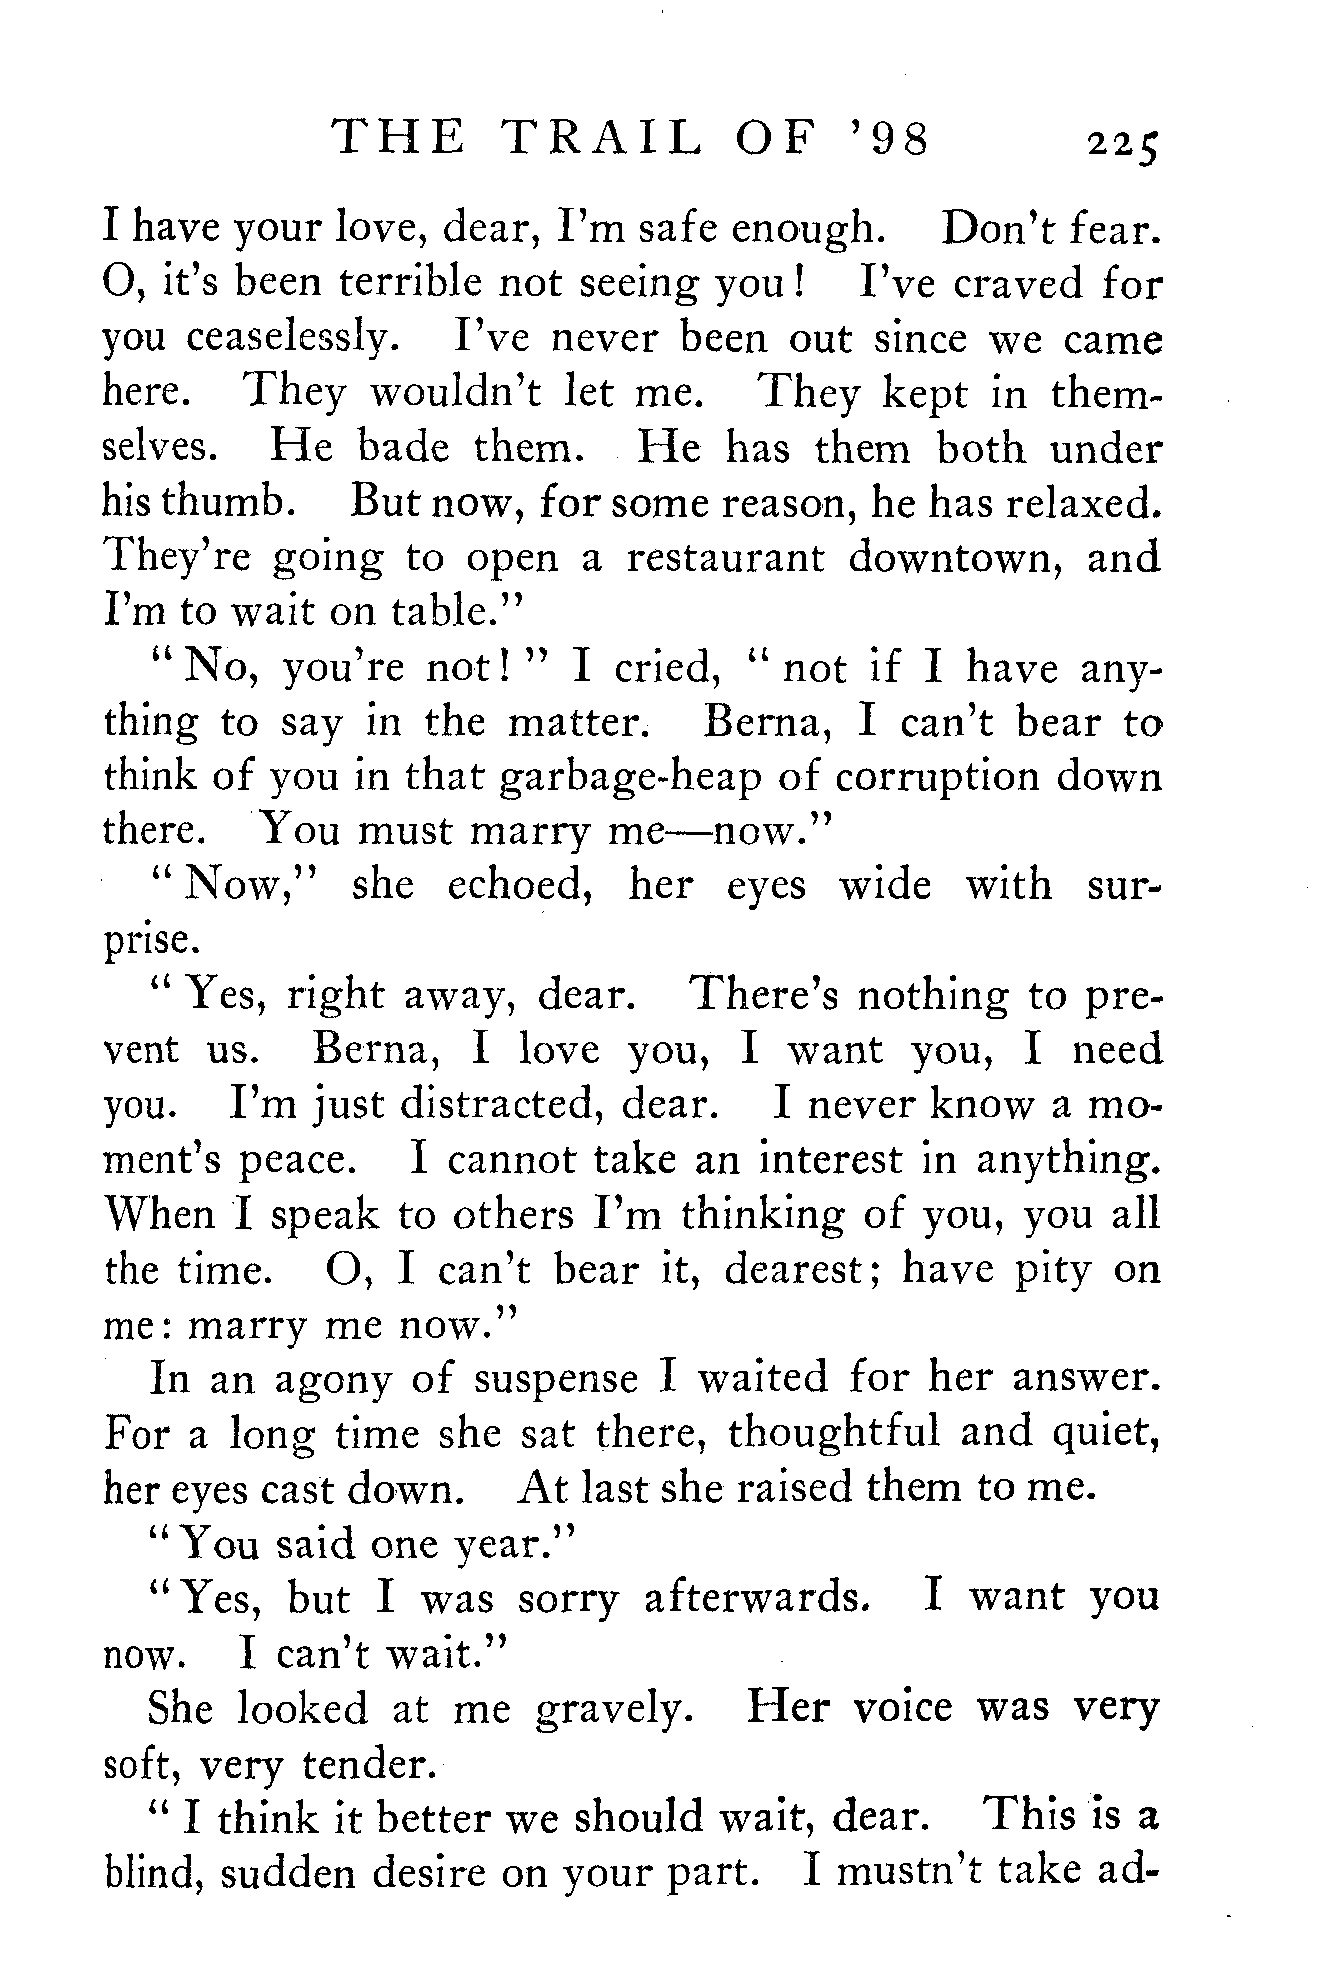 THE TRAIL OF ’98 225
I have your love, dear, I’m safe enough. Don’t fear.
O, it’s been terrible not seeing you! I’ve craved for
you ceaselessly. I’ve never been out since we came
here. They wouldn’t let me. They kept in them-
selves. He bade them. He has them both under
his thumb. But now, for some reason, he has relaxed.
They’re going to open a restaurant downtown, and
I’m to wait on table.”
“No, you’re not!” I cried, “not if I have any-
thing to say in the matter. Berna, I can’t bear to
think of you in that garbage-heap of corruption down
there. You must marry me—now.”
“Now,” she echoed, her eyes wide with sur-
prise.
“Yes, right away, dear. There’s nothing to pre-
vent us. Berna, I love you, I want you, I need
you. I’m just distracted, dear. I never know a mo-
ment’s peace. I cannot take an interest in anything.
When I speak to others I’m thinking of you, you all
the time. O, I can’t bear it, dearest; have pity on
me: marry me now.”
In an agony of suspense I waited for her answer.
For a long time she sat there, thoughtful and quiet,
her eyes cast down. At last she raised them to me.
“You said one year.”
“Yes, but I was sorry afterwards. I want you
now. I can’t wait.”
She looked at me gravely. Her voice was very
soft, very tender.
“I think it better we should wait, dear. This is a
blind, sudden desire on your part. I mustn’t take ad-